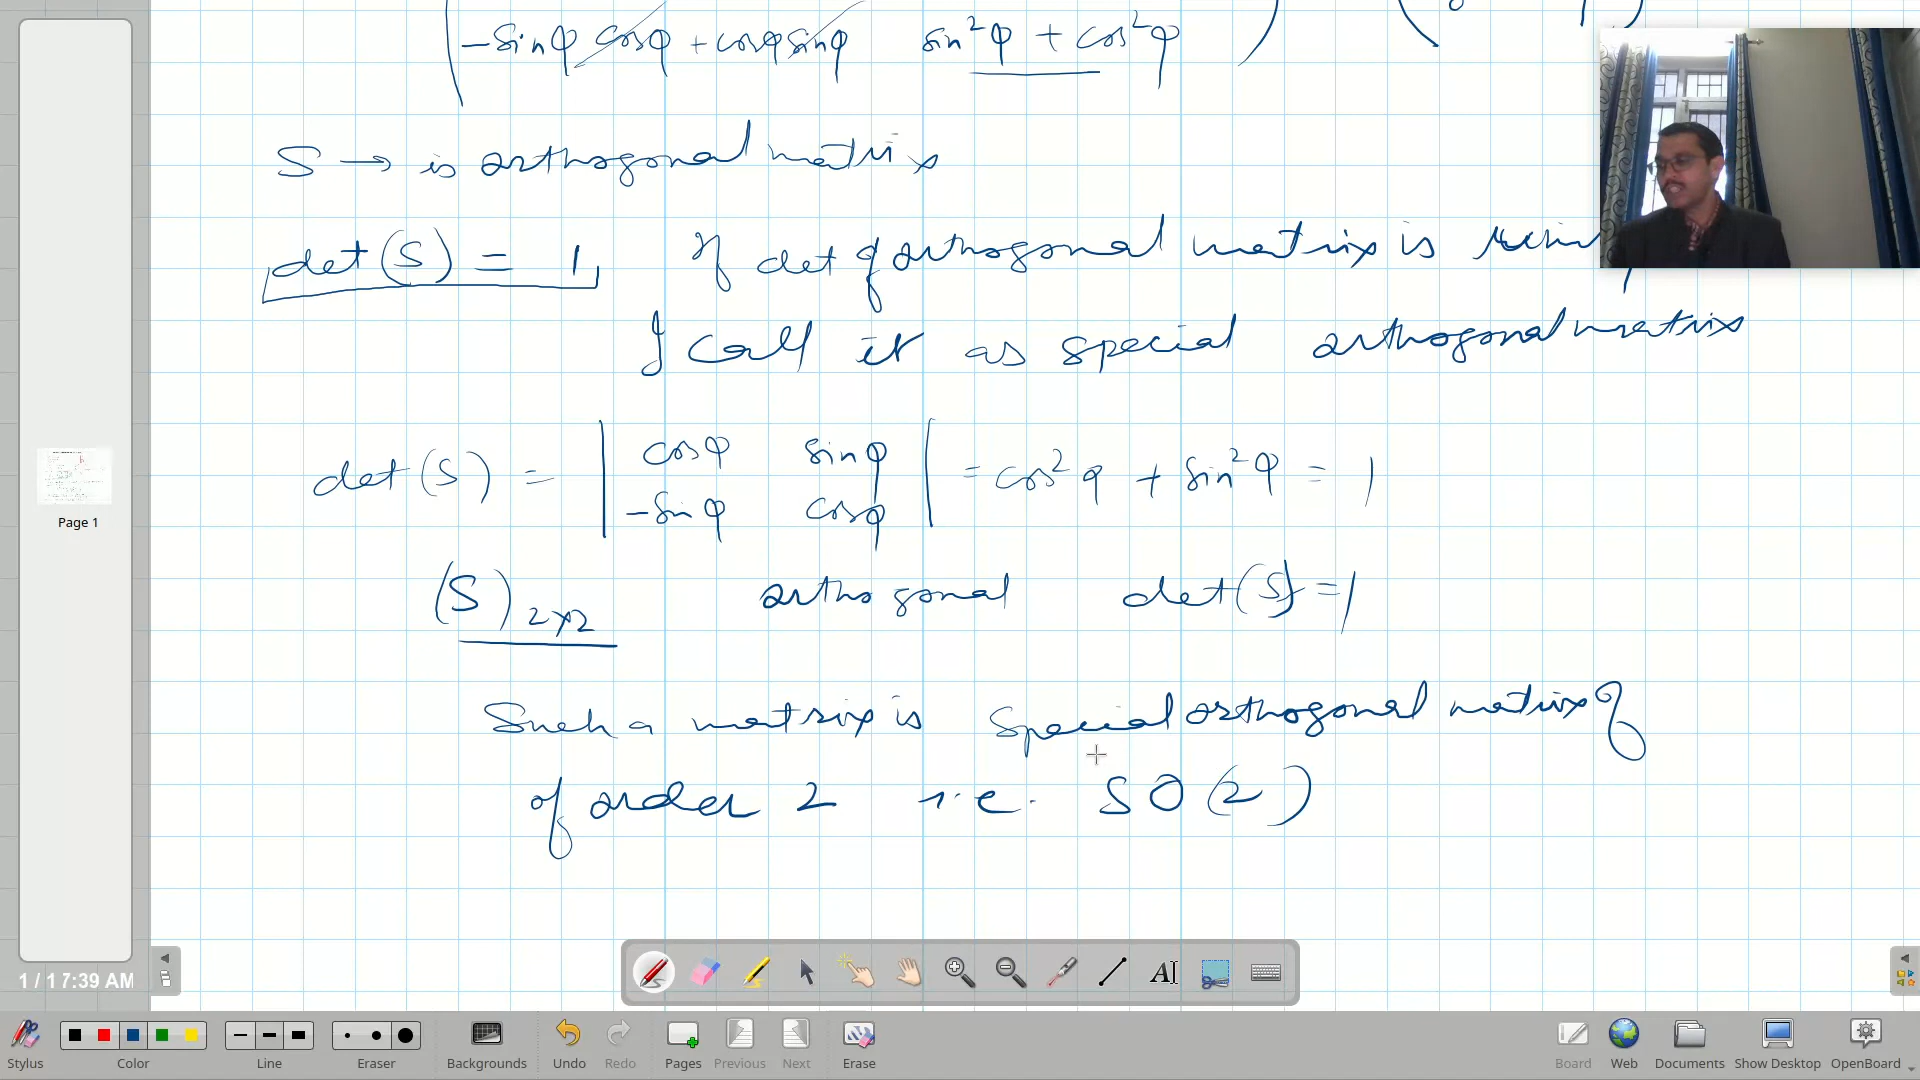 -sinφ cosφ + cosφ sinφ sin²φ + cos²φ
S → is orthogonal matrix
det(S) = 1, If det of orthogonal matrix is
I call it as special orthogonal matrix
det(S) = | cosφ sinφ | = cos²φ + sin²φ = 1
-sinφ cosφ
(S)2×2 orthogonal det(S) = 1
Such a matrix is Special orthogonal matrix of
of order 2 i.e. SO(2)
Page 1
1 / 1 7:39 AM
Stylus Color Line Eraser Backgrounds Undo Redo Pages Previous Next Erase Board Web Documents Show Desktop OpenBoard